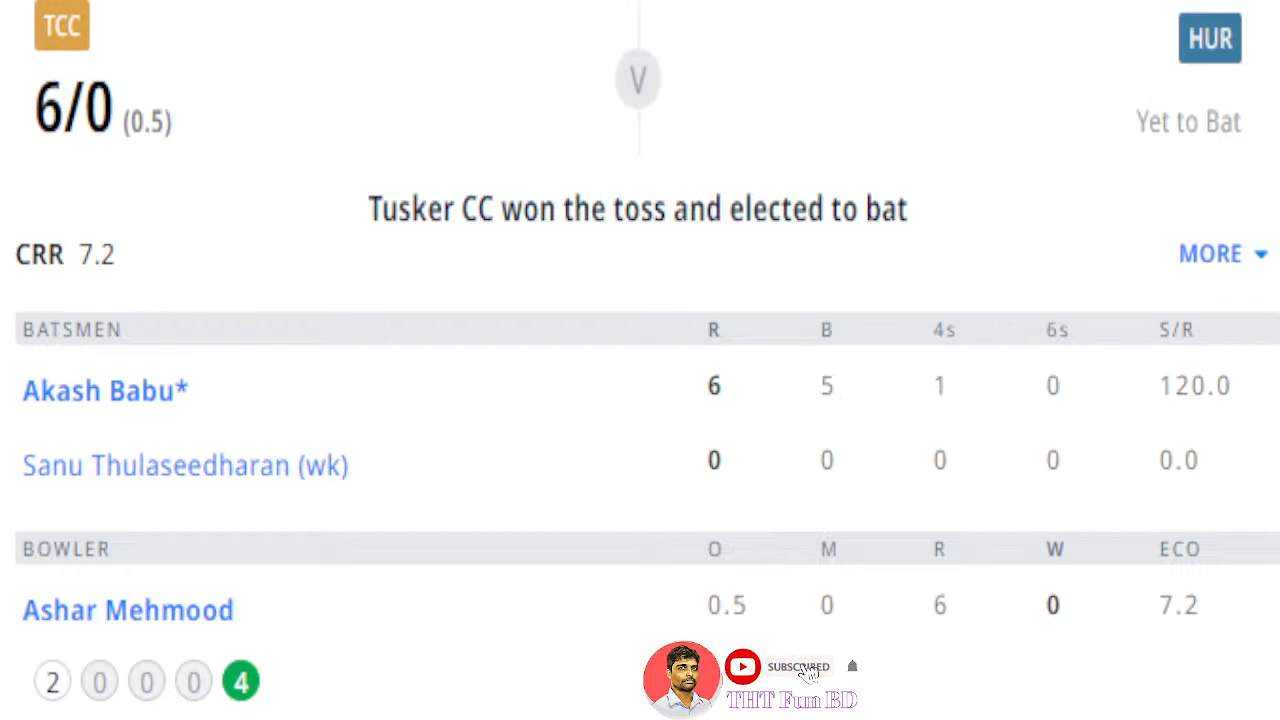 TCC
HUR
V
6/0 (0.5)
Yet to Bat
Tusker CC won the toss and elected to bat
CRR 7.2
MORE
BATSMEN R B 4s 6s S/R
Akash Babu* 6 5 1 0 120.0
Sanu Thulaseedharan (wk) 0 0 0 0 0.0
BOWLER O M R W ECO
Ashar Mehmood 0.5 0 6 0 7.2
2 0 0 0 4
SUBSCRIBED
THT Fun BD